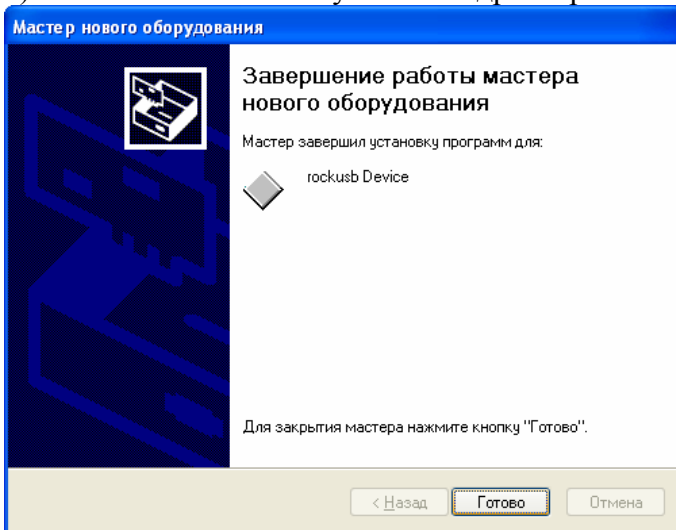 Мастер нового оборудования
Завершение работы мастера
нового оборудования
Мастер завершил установку программ для:
rockusb Device
Для закрытия мастера нажмите кнопку "Готово".
< Назад Готово Отмена